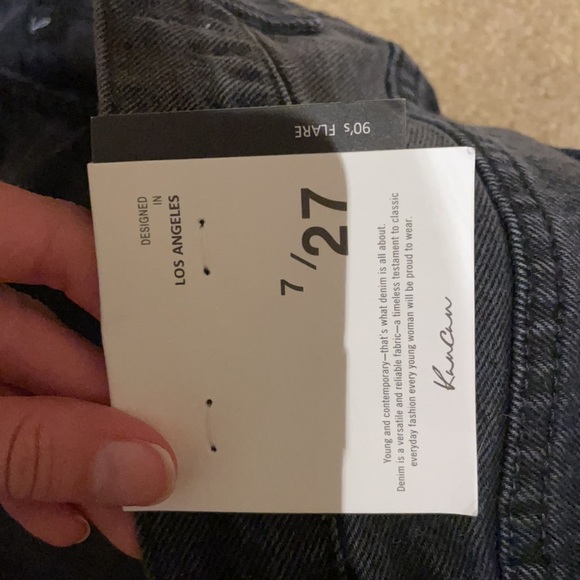 90's FLARE
DESIGNED
IN
LOS ANGELES
7/27
Young and contemporary—that's what denim is all about.
Denim is a versatile and reliable fabric—a timeless testament to classic
everyday fashion every young woman will be proud to wear.
KanCan